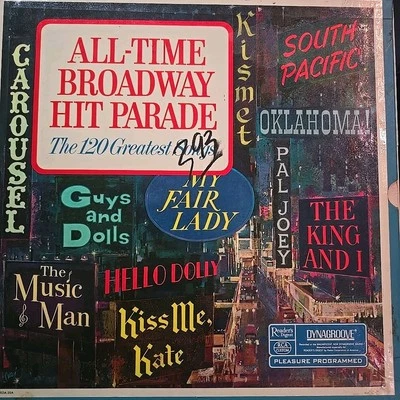 ALL-TIME
BROADWAY
HIT PARADE
The 120 Greatest Songs
CAROUSEL
Kismet
SOUTH
PACIFIC
OKLAHOMA!
PAL JOEY
MY
FAIR
LADY
Guys
and
Dolls
THE
KING
AND I
The
Music
Man
HELLO DOLLY
Kiss Me,
Kate
Reader's
Digest
RCA
CUSTOM
DYNAGROOVE
PLEASURE PROGRAMMED